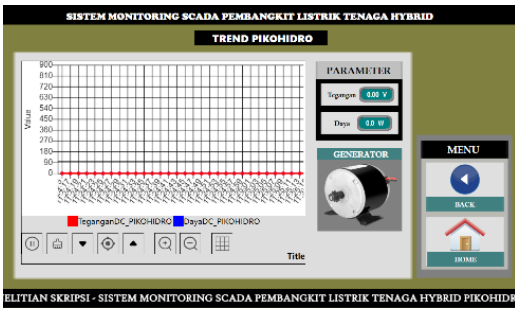 SISTEM MONITORING SCADA PEMBANGKIT LISTRIK TENAGA HYBRID
TREND PIKOHIDRO
Value
900
810
720
630
540
450
360
270
180
90
0
TeganganDC_PIKOHIDRO DayaDC_PIKOHIDRO
Title
PARAMETER
Tegangan 0.00 V
Daya 0.0 W
GENERATOR
MENU
BACK
HOME
ELITIAN SKRIPSI - SISTEM MONITORING SCADA PEMBANGKIT LISTRIK TENAGA HYBRID PIKOHIDR